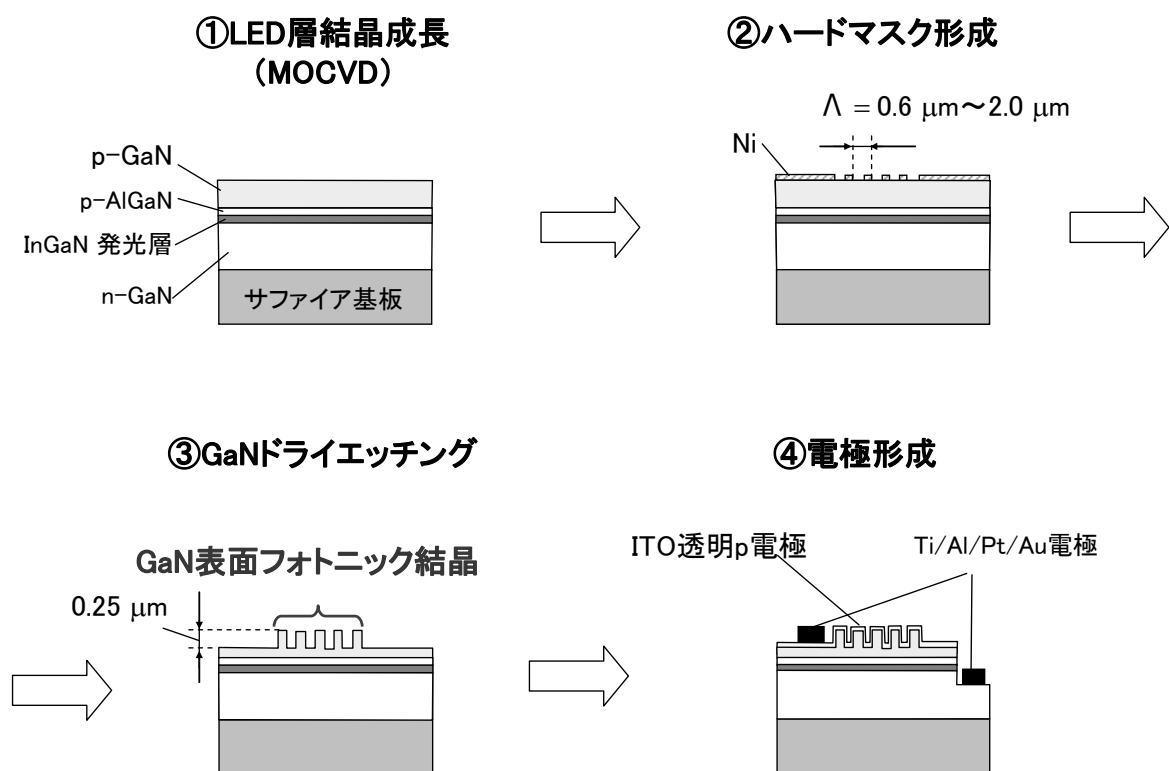 ①LED層結晶成長
（MOCVD）
p-GaN
p-AlGaN
InGaN 発光層
n-GaN
サファイア基板
②ハードマスク形成
Λ = 0.6 μm～2.0 μm
Ni
③GaNドライエッチング
GaN表面フォトニック結晶
0.25 μm
④電極形成
ITO透明p電極
Ti/Al/Pt/Au電極